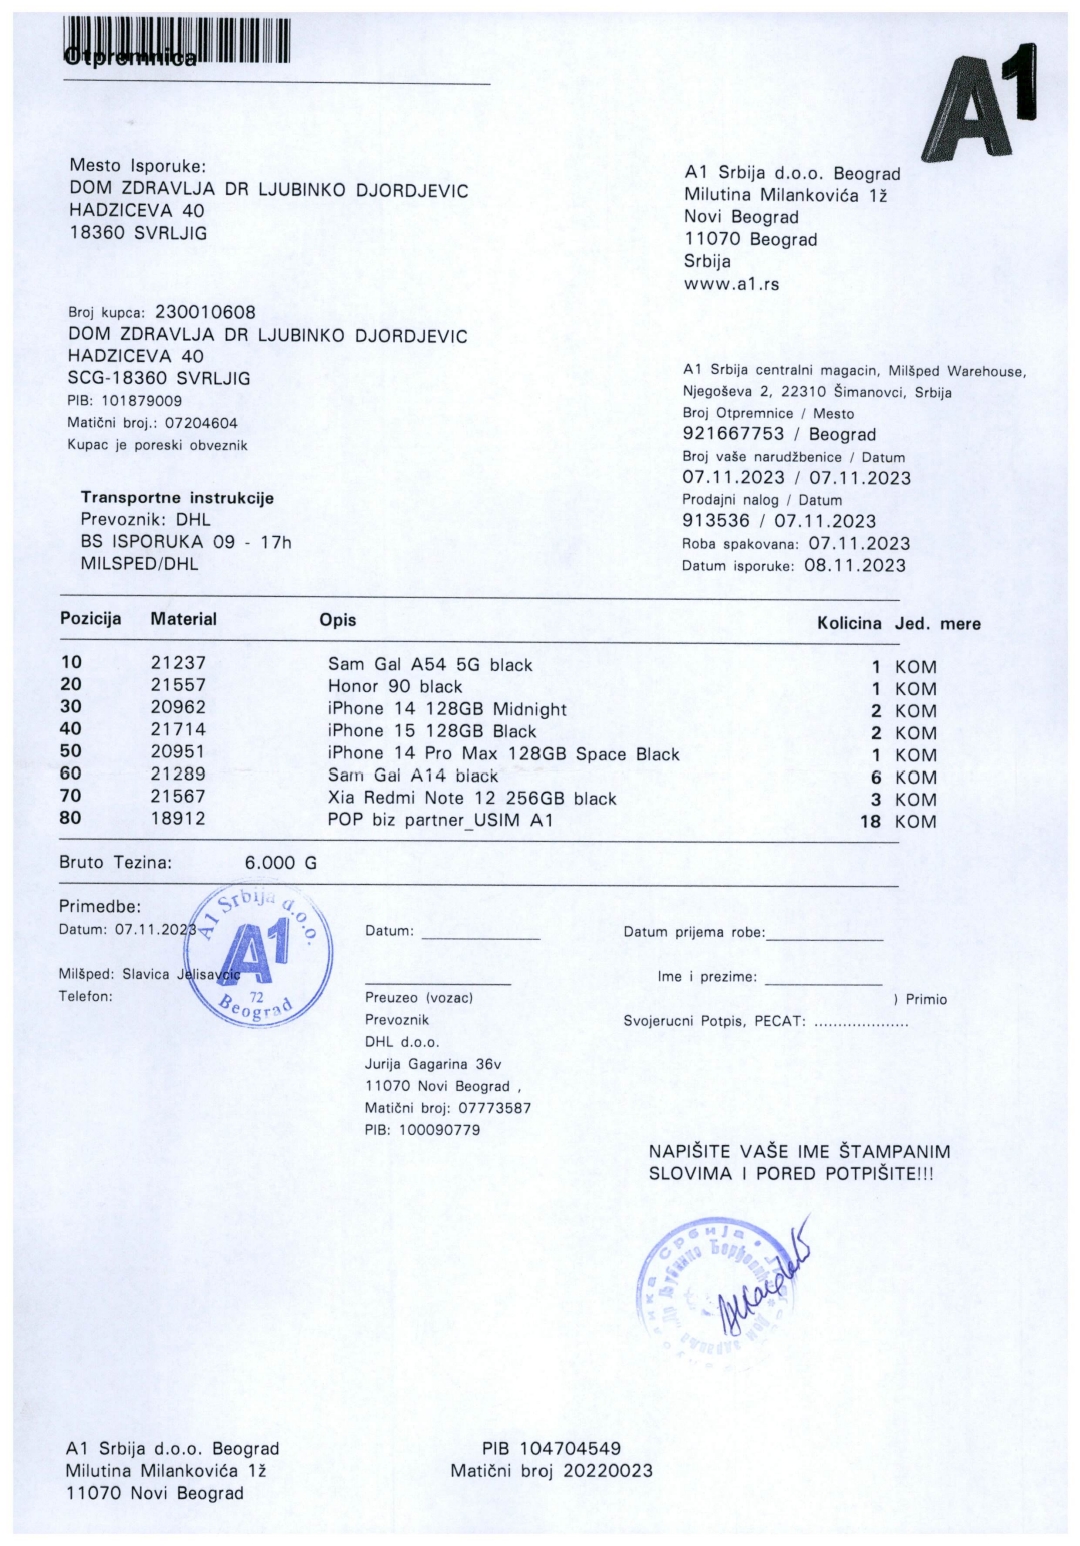 Otpremnica
A1
Mesto Isporuke:
DOM ZDRAVLJA DR LJUBINKO DJORDJEVIC
HADZICEVA 40
18360 SVRLJIG
A1 Srbija d.o.o. Beograd
Milutina Milankovića 1ž
Novi Beograd
11070 Beograd
Srbija
www.a1.rs
Broj kupca: 230010608
DOM ZDRAVLJA DR LJUBINKO DJORDJEVIC
HADZICEVA 40
SCG-18360 SVRLJIG
PIB: 101879009
Matični broj.: 07204604
Kupac je poreski obveznik
A1 Srbija centralni magacin, Milšped Warehouse,
Njegoševa 2, 22310 Šimanovci, Srbija
Broj Otpremnice / Mesto
921667753 / Beograd
Broj vaše narudžbenice / Datum
07.11.2023 / 07.11.2023
Prodajni nalog / Datum
913536 / 07.11.2023
Roba spakovana: 07.11.2023
Datum isporuke: 08.11.2023
Transportne instrukcije
Prevoznik: DHL
BS ISPORUKA 09 - 17h
MILSPED/DHL
Pozicija Material Opis Kolicina Jed. mere
10 21237 Sam Gal A54 5G black 1 KOM
20 21557 Honor 90 black 1 KOM
30 20962 iPhone 14 128GB Midnight 2 KOM
40 21714 iPhone 15 128GB Black 2 KOM
50 20951 iPhone 14 Pro Max 128GB Space Black 1 KOM
60 21289 Sam Gal A14 black 6 KOM
70 21567 Xia Redmi Note 12 256GB black 3 KOM
80 18912 POP biz partner_USIM A1 18 KOM
Bruto Tezina: 6.000 G
Primedbe:
Datum: 07.11.2023
Milšped: Slavica Jelisavcic
Telefon:
A1 Srbija d.o.o.
A1
72
Beograd
Datum: ____________
Preuzeo (vozac)
Prevoznik
DHL d.o.o.
Jurija Gagarina 36v
11070 Novi Beograd ,
Matični broj: 07773587
PIB: 100090779
Datum prijema robe:____________
Ime i prezime: ____________
) Primio
Svojerucni Potpis, PECAT: ....................
NAPIŠITE VAŠE IME ŠTAMPANIM
SLOVIMA I PORED POTPIŠITE!!!
Србија
A1 Srbija d.o.o. Beograd
Milutina Milankovića 1ž
11070 Novi Beograd
PIB 104704549
Matični broj 20220023